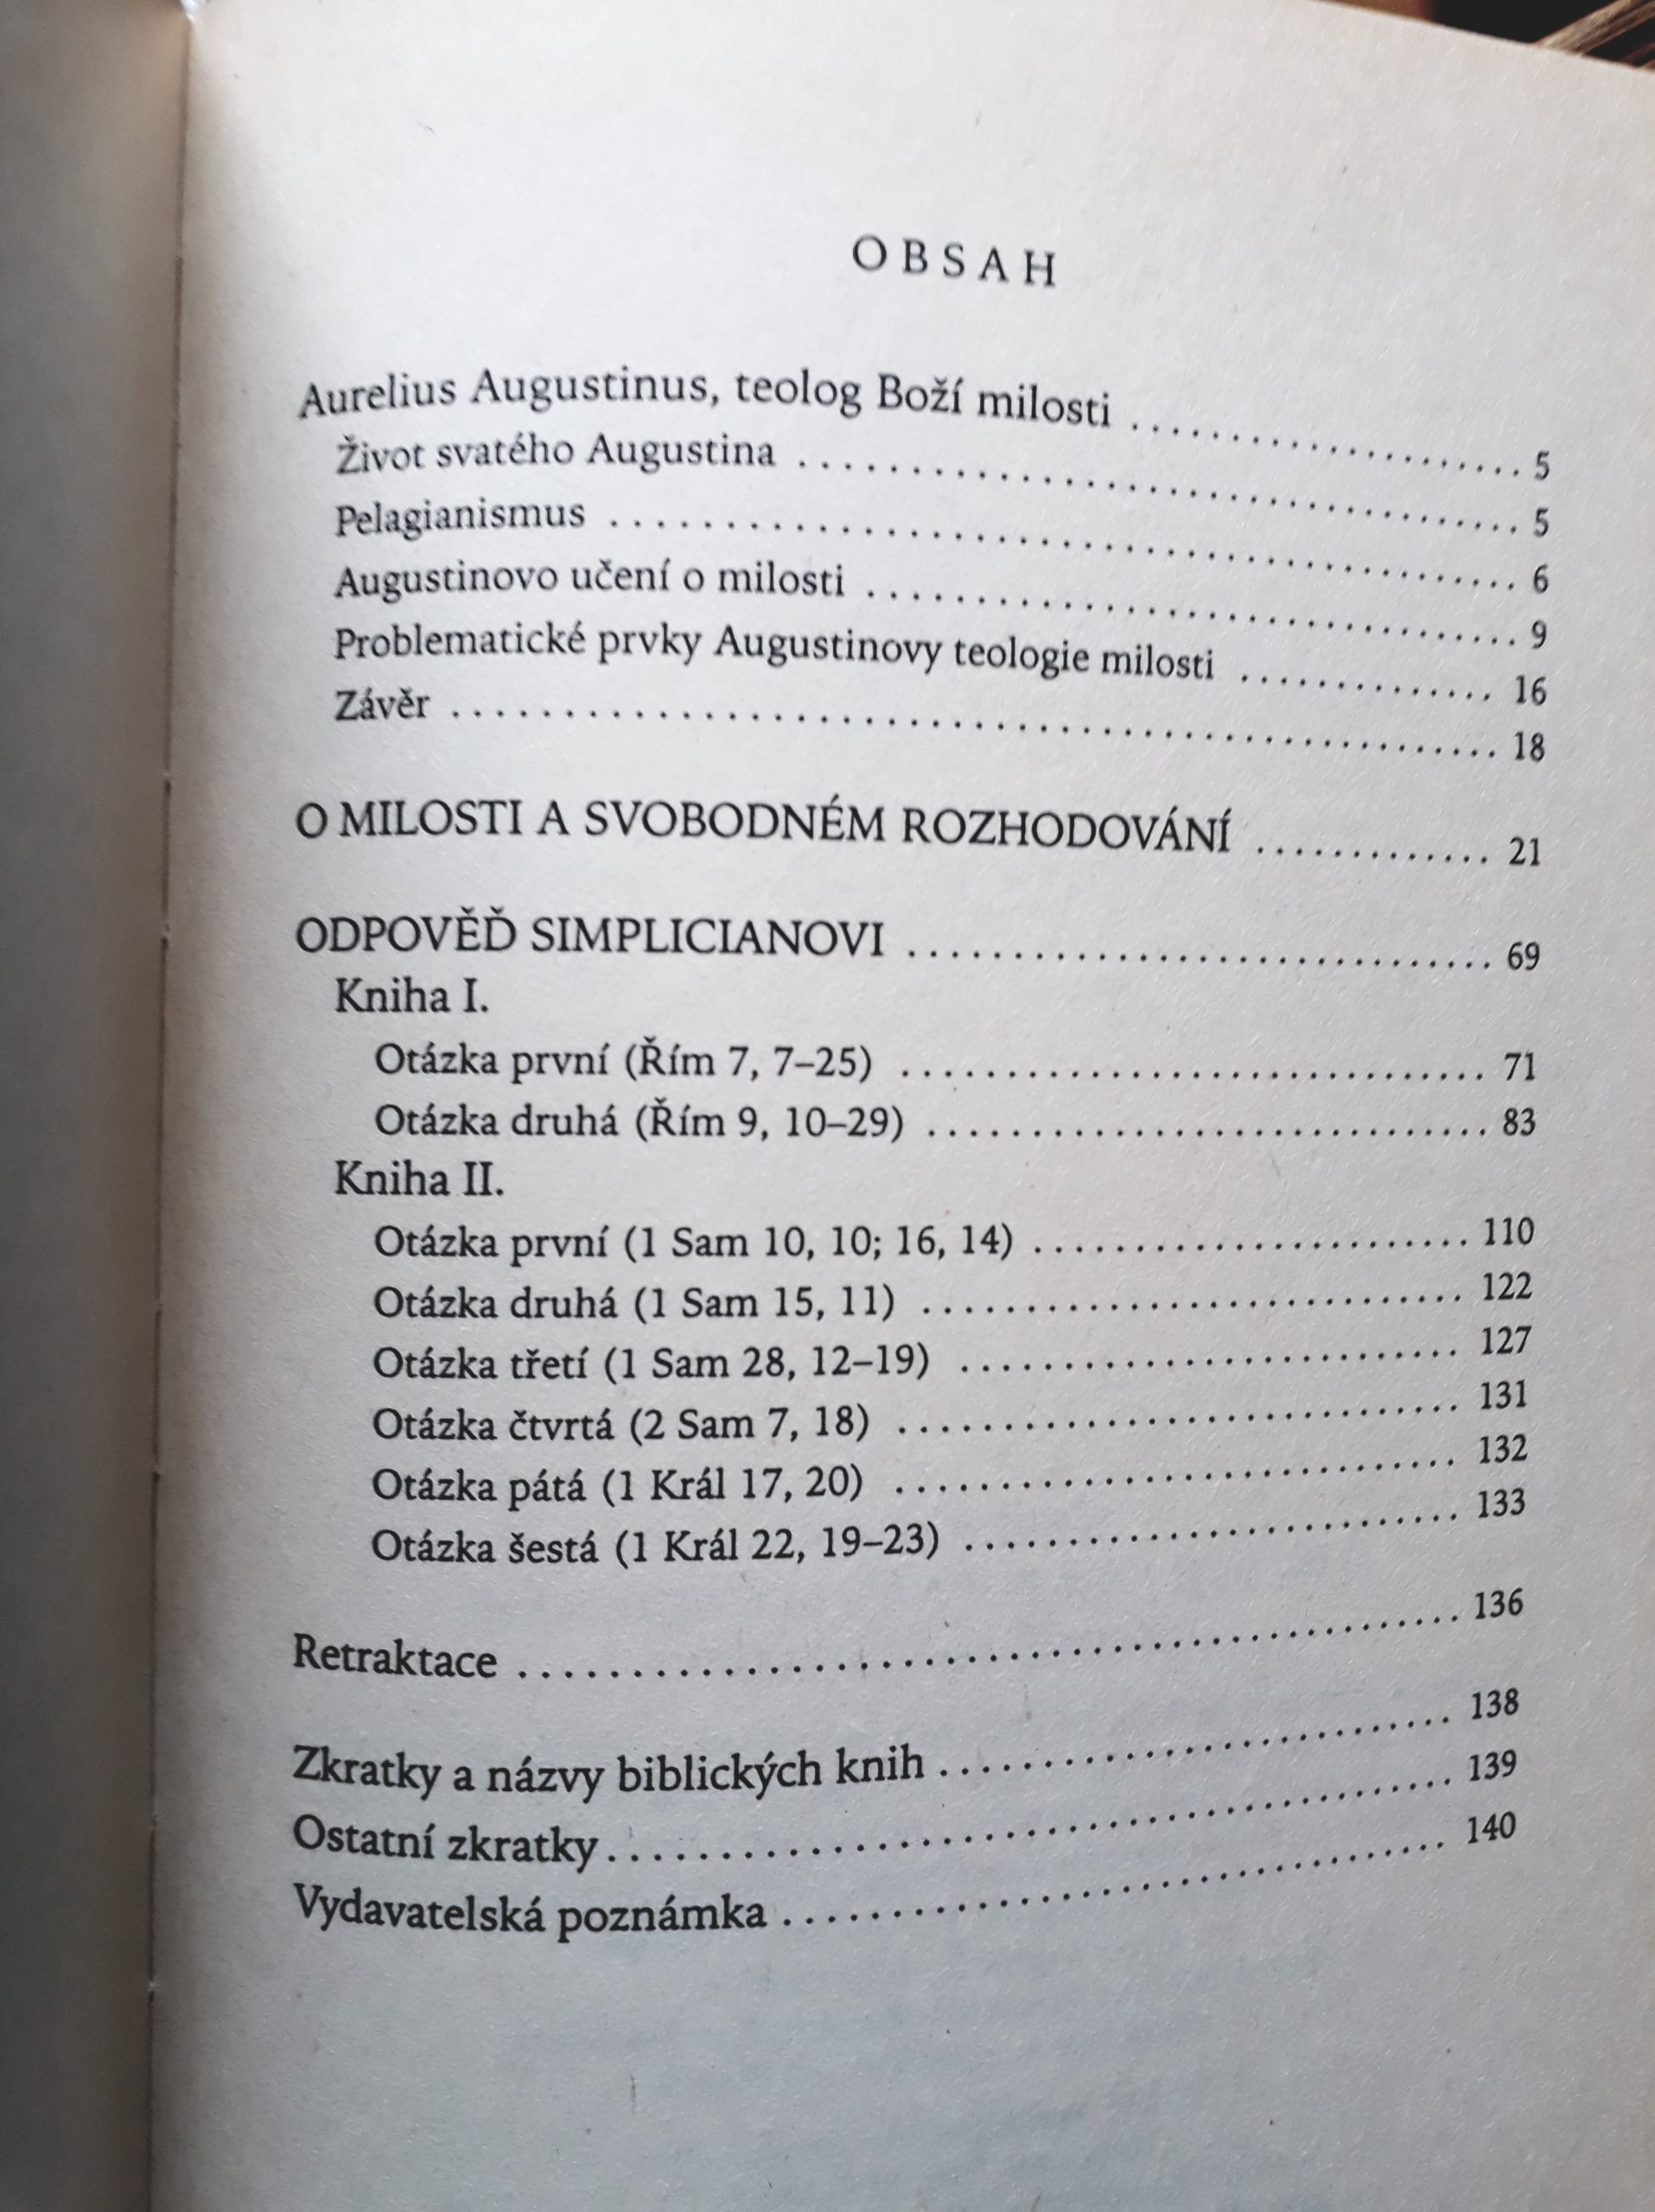 OBSAH
Aurelius Augustinus, teolog Boží milosti . . . . . . . . . . . . . . . . . . 5
Život svatého Augustina . . . . . . . . . . . . . . . . . . . . . . . . . . . . . . . 5
Pelagianismus . . . . . . . . . . . . . . . . . . . . . . . . . . . . . . . . . . . . . . . 6
Augustinovo učení o milosti . . . . . . . . . . . . . . . . . . . . . . . . . . . . 9
Problematické prvky Augustinovy teologie milosti . . . . . . . . . . . . 16
Závěr . . . . . . . . . . . . . . . . . . . . . . . . . . . . . . . . . . . . . . . . . . . . 18
O MILOSTI A SVOBODNÉM ROZHODOVÁNÍ . . . . . . . . . . . . 21
ODPOVĚĎ SIMPLICIANOVI . . . . . . . . . . . . . . . . . . . . . . . . . . . . 69
Kniha I.
Otázka první (Řím 7, 7–25) . . . . . . . . . . . . . . . . . . . . . . . . . . . . 71
Otázka druhá (Řím 9, 10–29) . . . . . . . . . . . . . . . . . . . . . . . . . . . 83
Kniha II.
Otázka první (1 Sam 10, 10; 16, 14) . . . . . . . . . . . . . . . . . . . . . . 110
Otázka druhá (1 Sam 15, 11) . . . . . . . . . . . . . . . . . . . . . . . . . . . 122
Otázka třetí (1 Sam 28, 12–19) . . . . . . . . . . . . . . . . . . . . . . . . . 127
Otázka čtvrtá (2 Sam 7, 18) . . . . . . . . . . . . . . . . . . . . . . . . . . . 131
Otázka pátá (1 Král 17, 20) . . . . . . . . . . . . . . . . . . . . . . . . . . . 132
Otázka šestá (1 Král 22, 19–23) . . . . . . . . . . . . . . . . . . . . . . . . 133
Retraktace . . . . . . . . . . . . . . . . . . . . . . . . . . . . . . . . . . . . . . . . 136
Zkratky a názvy biblických knih . . . . . . . . . . . . . . . . . . . . . . . . 138
Ostatní zkratky . . . . . . . . . . . . . . . . . . . . . . . . . . . . . . . . . . . . . 139
Vydavatelská poznámka . . . . . . . . . . . . . . . . . . . . . . . . . . . . . . 140